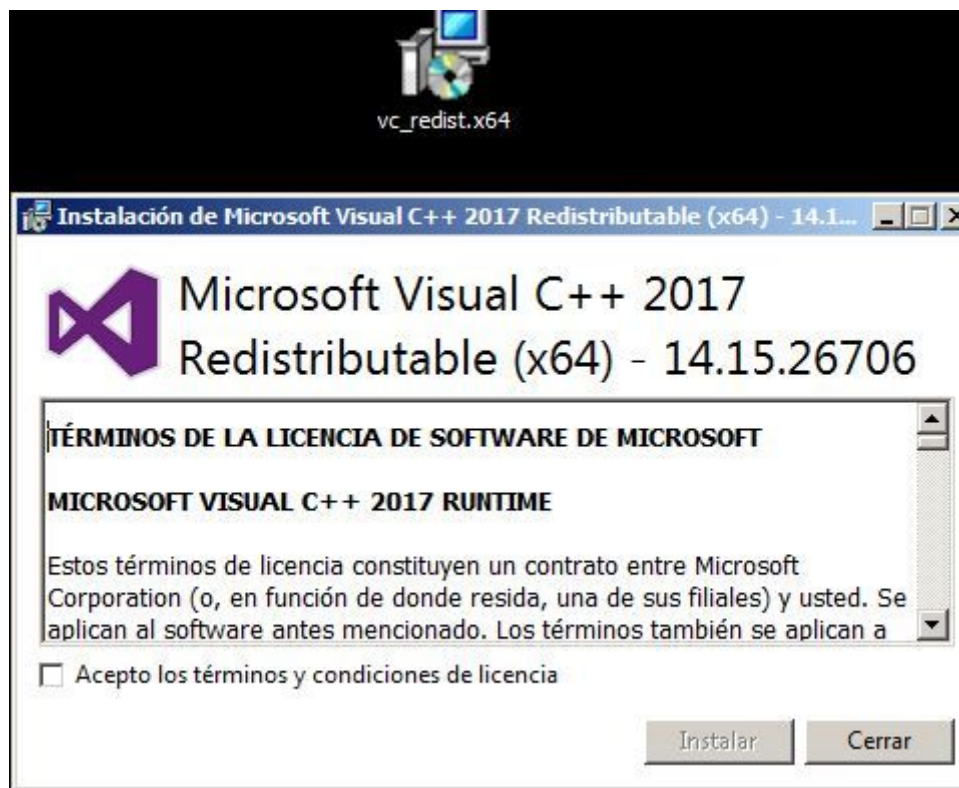 vc_redist.x64
Instalación de Microsoft Visual C++ 2017 Redistributable (x64) - 14.1...
Microsoft Visual C++ 2017
Redistributable (x64) - 14.15.26706
TÉRMINOS DE LA LICENCIA DE SOFTWARE DE MICROSOFT
MICROSOFT VISUAL C++ 2017 RUNTIME
Estos términos de licencia constituyen un contrato entre Microsoft
Corporation (o, en función de donde resida, una de sus filiales) y usted. Se
aplican al software antes mencionado. Los términos también se aplican a
Acepto los términos y condiciones de licencia
Instalar
Cerrar